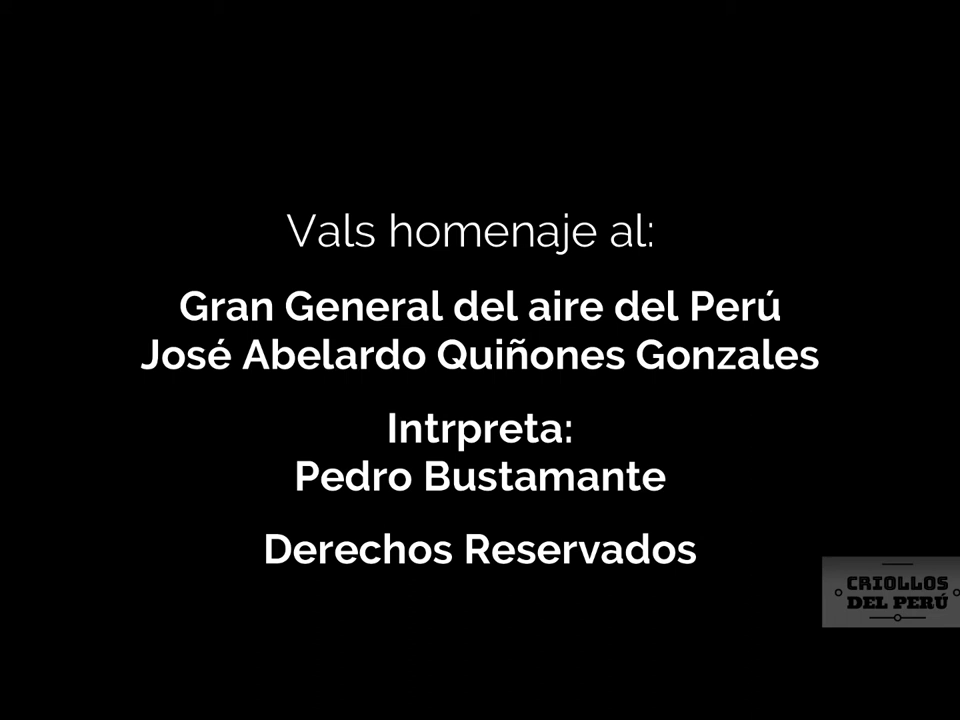 Vals homenaje al:
Gran General del aire del Perú
José Abelardo Quiñones Gonzales
Intrpreta:
Pedro Bustamante
Derechos Reservados
CRIOLLOS
DEL PERÚ